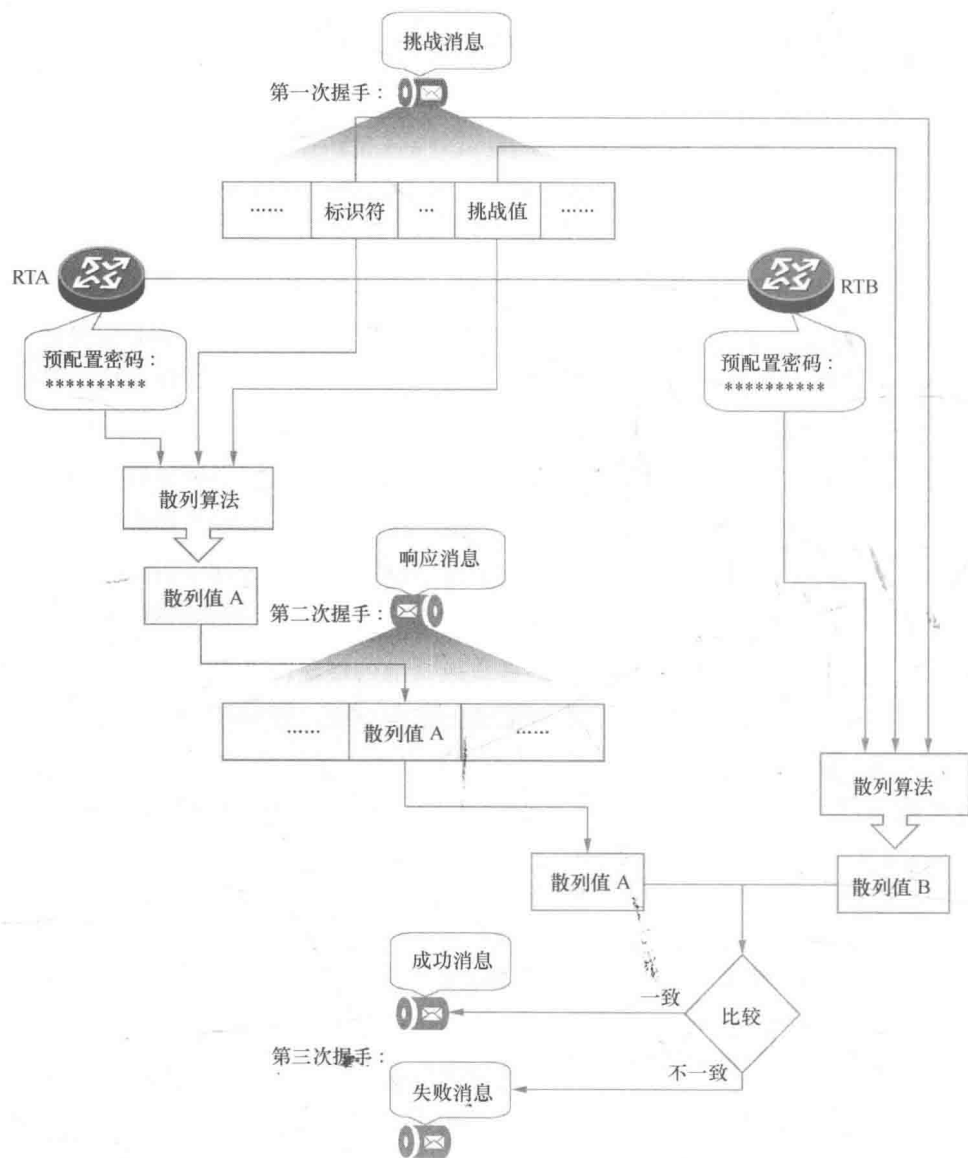 挑战消息
第一次握手：
…… 标识符 … 挑战值 ……
RTA
RTB
预配置密码：
**********
预配置密码：
**********
散列算法
散列值 A
响应消息
第二次握手：
…… 散列值 A ……
散列算法
散列值 A
散列值 B
成功消息
一致
比较
第三次握手：
不一致
失败消息